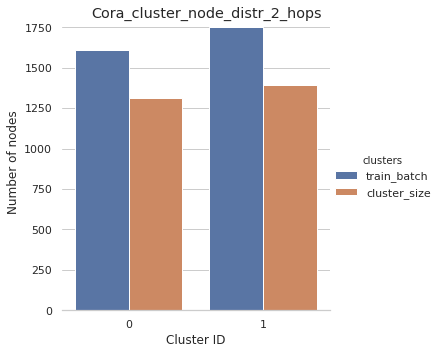 Cora_cluster_node_distr_2_hops
Number of nodes
1750
1500
1250
1000
750
500
250
0
0
1
Cluster ID
clusters
train_batch
cluster_size